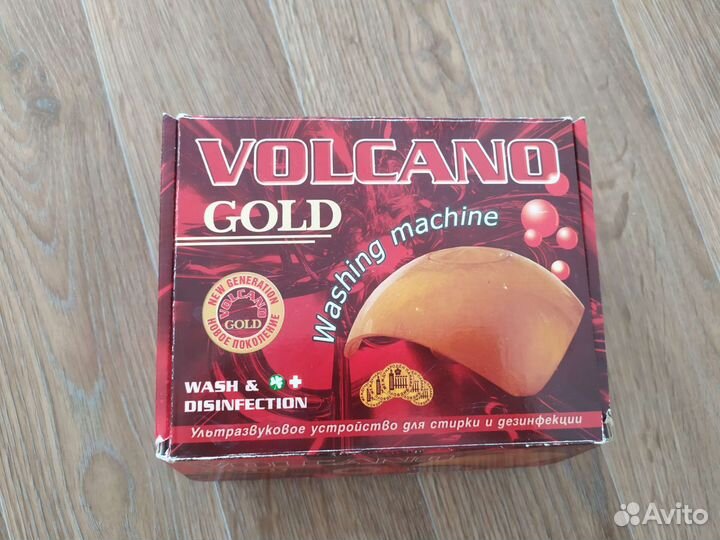 VOLCANO
GOLD
Washing machine
NEW GENERATION
VOLCANO
GOLD
НОВОЕ ПОКОЛЕНИЕ
WASH &
DISINFECTION
Ультразвуковое устройство для стирки и дезинфекции
Avito